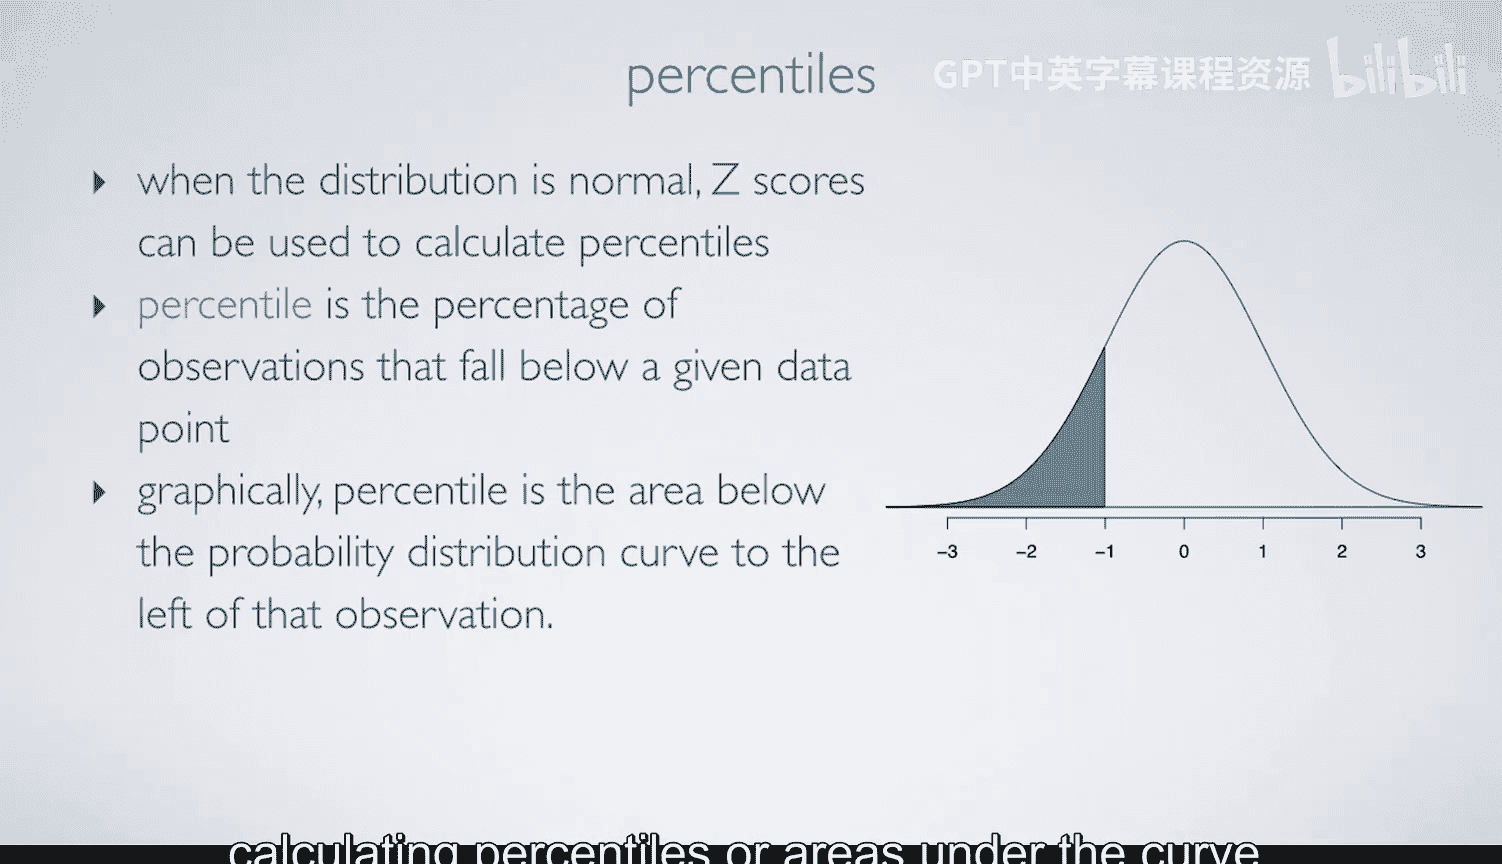 percentiles
GPT中英字幕课程资源 bilibili
when the distribution is normal, Z scores
can be used to calculate percentiles
percentile is the percentage of
observations that fall below a given data
point
graphically, percentile is the area below
the probability distribution curve to the
left of that observation.
-3 -2 -1 0 1 2 3
calculating percentiles or areas under the curve